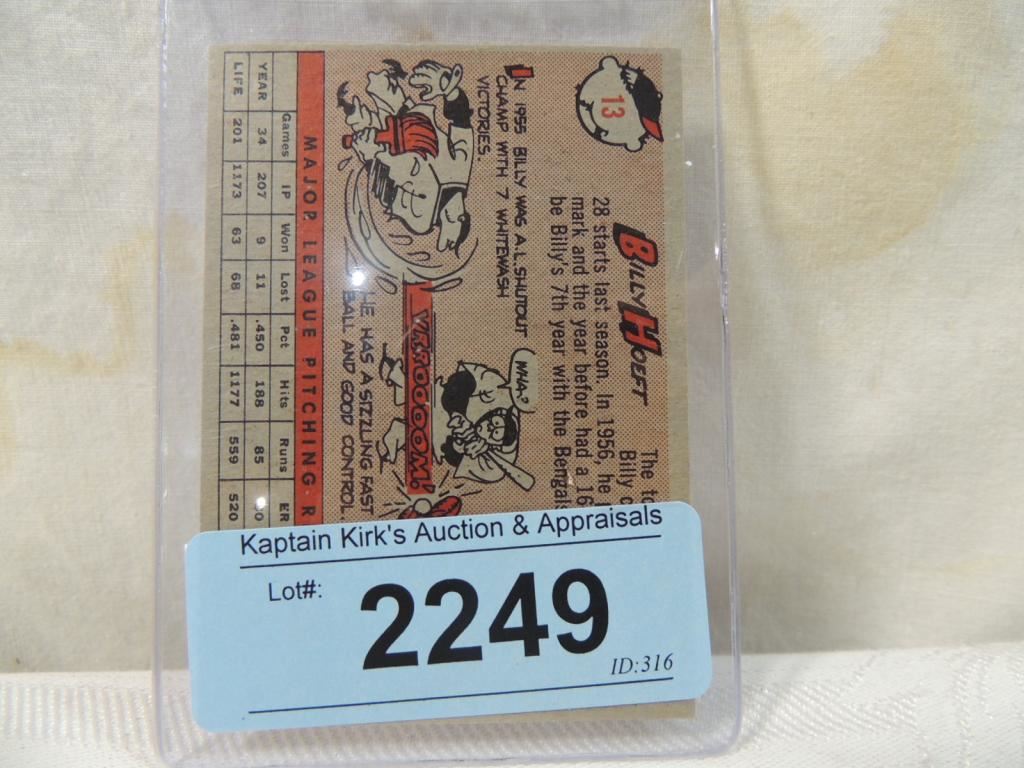 13
BILLY HOEFT
The
Billy
28 starts last season. In 1956, he
mark and the year before had a
be Billy's 7th year with the Bengals
IN 1955 BILLY WAS A.L. SHUTOUT
CHAMP WITH 7 WHITEWASH
VICTORIES.
WHA?
VAROOOOM!
HE HAS A SIZZLING FAST
BALL AND GOOD CONTROL
MAJOR LEAGUE PITCHING
Games IP Won Lost Pct Hits Runs ER
YEAR 34 207 9 11 .450 188 85
LIFE 201 1173 63 68 .481 1177 559 520
Kaptain Kirk's Auction & Appraisals
Lot#: 2249
ID:316